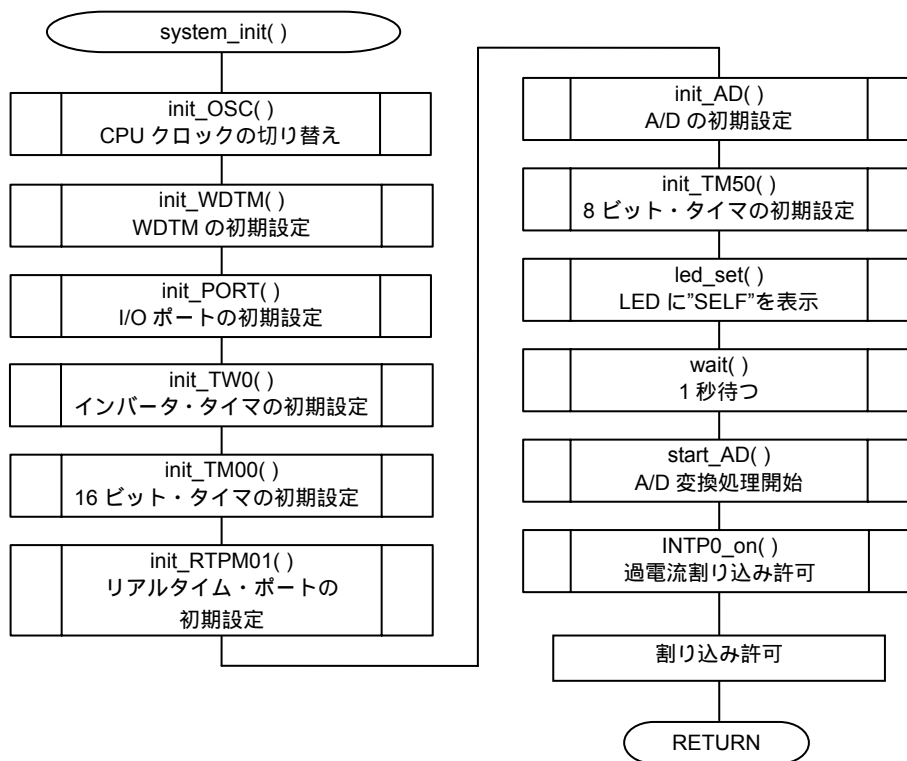 system_init( )
init_OSC( )
CPU クロックの切り替え
init_WDTM( )
WDTM の初期設定
init_PORT( )
I/O ポートの初期設定
init_TW0( )
インバータ・タイマの初期設定
init_TM00( )
16 ビット・タイマの初期設定
init_RTPM01( )
リアルタイム・ポートの
初期設定
init_AD( )
A/D の初期設定
init_TM50( )
8 ビット・タイマの初期設定
led_set( )
LED に”SELF”を表示
wait( )
1 秒待つ
start_AD( )
A/D 変換処理開始
INTP0_on( )
過電流割り込み許可
割り込み許可
RETURN